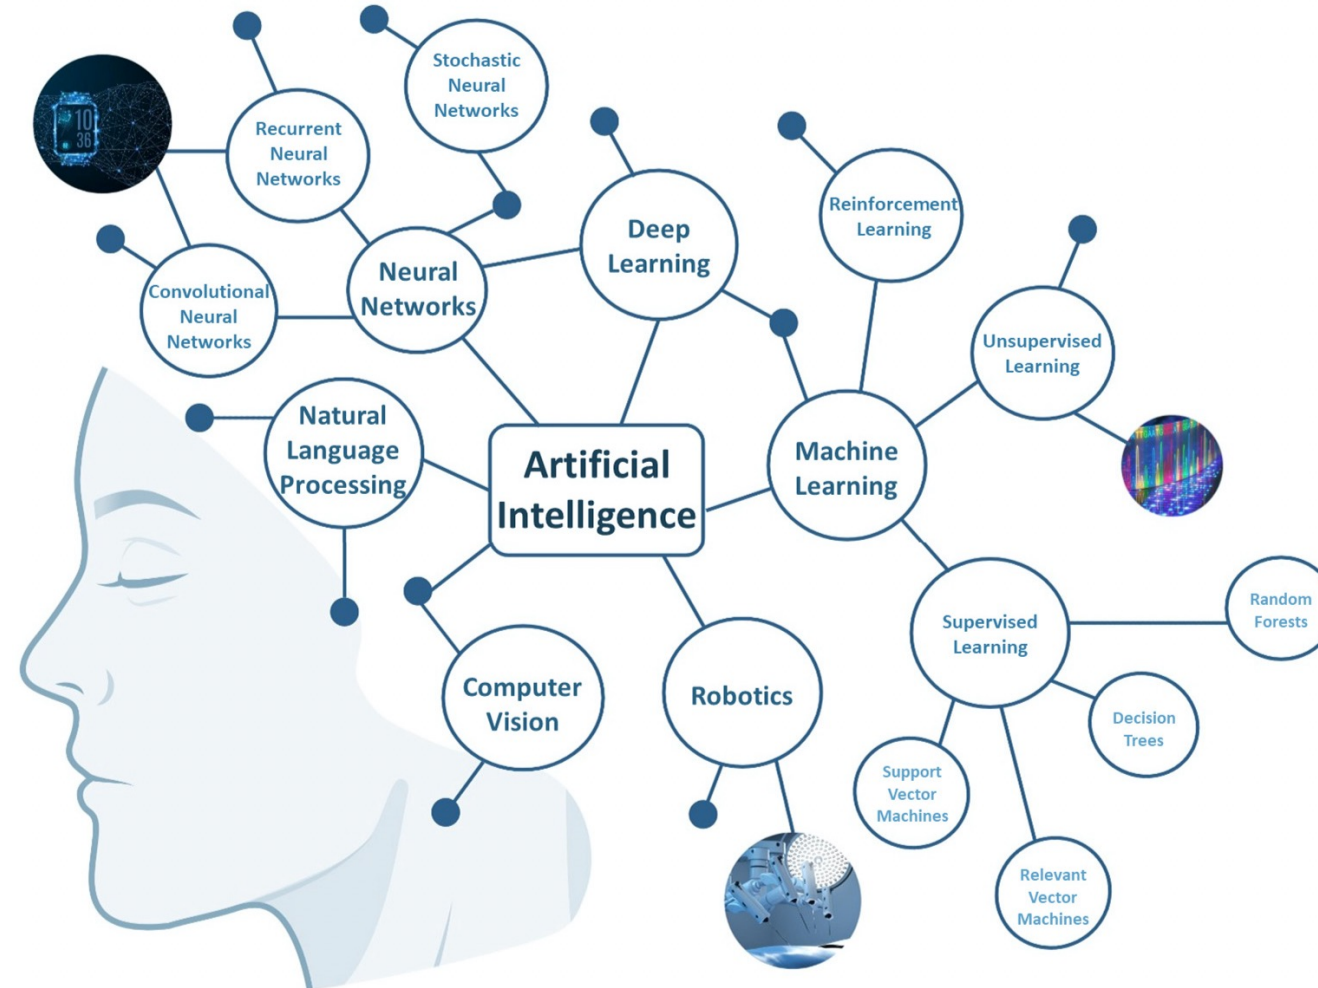 Stochastic
Neural
Networks
Recurrent
Neural
Networks
Deep
Learning
Reinforcement
Learning
Neural
Networks
Convolutional
Neural
Networks
Unsupervised
Learning
Natural
Language
Processing
Artificial
Intelligence
Machine
Learning
Supervised
Learning
Random
Forests
Computer
Vision
Robotics
Decision
Trees
Support
Vector
Machines
Relevant
Vector
Machines
10
36